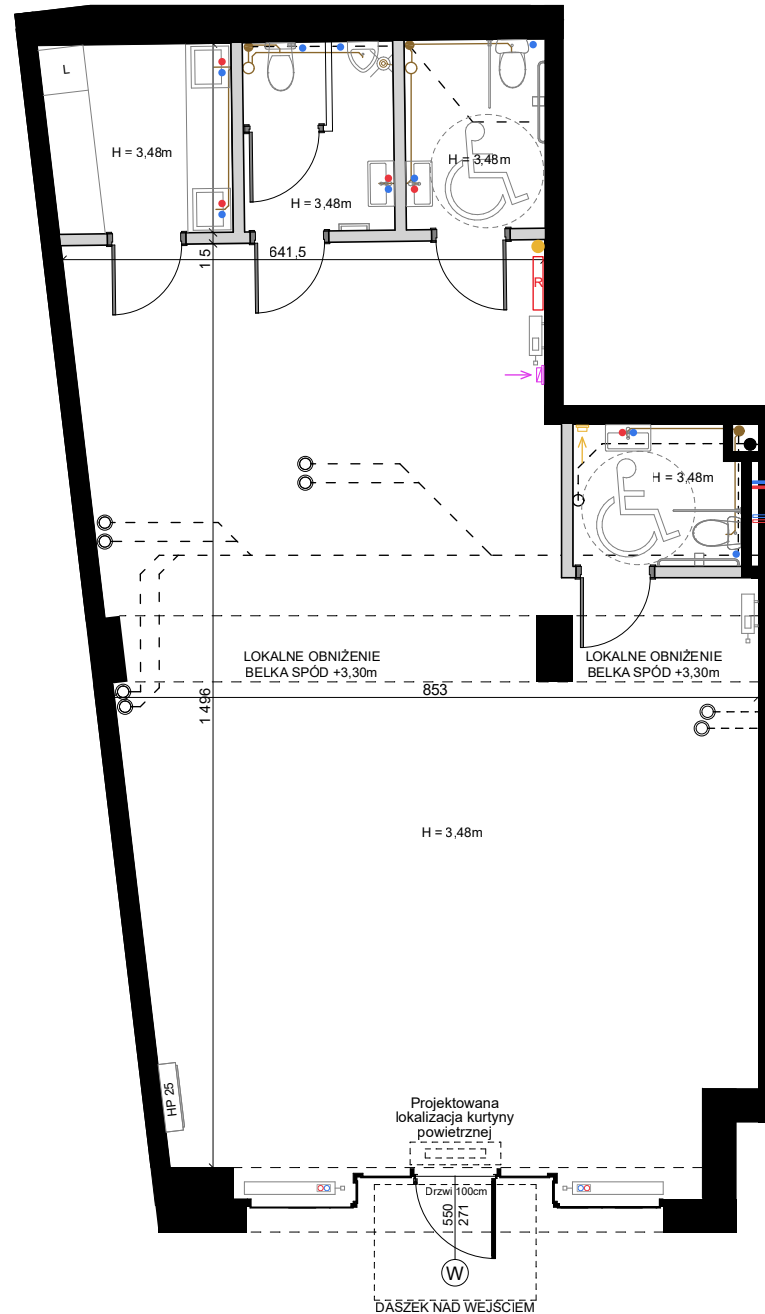 L
H = 3,48m
H = 3,48m
H = 3,48m
15
641,5
R
H = 3,48m
LOKALNE OBNIŻENIE
BELKA SPÓD +3,30m
LOKALNE OBNIŻENIE
BELKA SPÓD +3,30m
853
1 496
H = 3,48m
HP 25
Projektowana
lokalizacja kurtyny
powietrznej
Drzwi 100cm
550
271
W
DASZEK NAD WEJŚCIEM